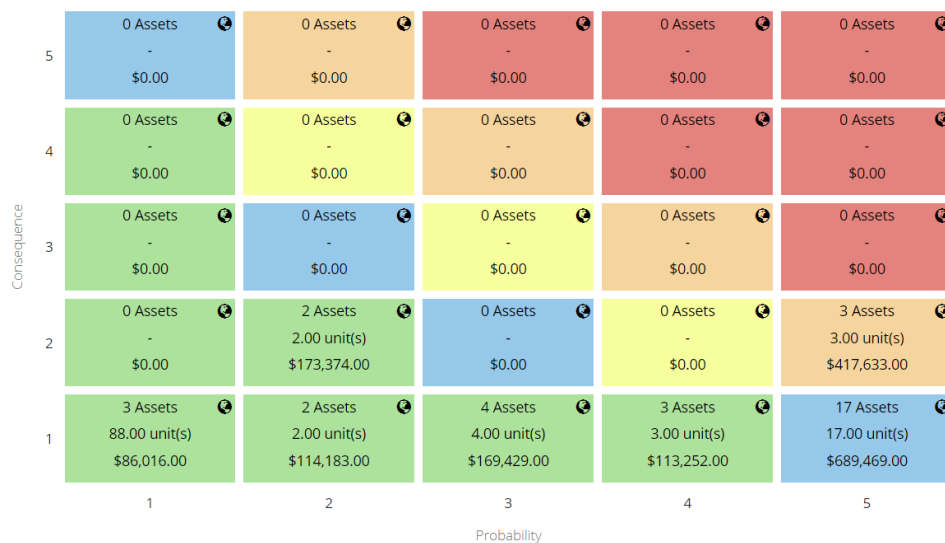 0 Assets 0 Assets 0 Assets 0 Assets 0 Assets
5 - - - - -
$0.00 $0.00 $0.00 $0.00 $0.00
0 Assets 0 Assets 0 Assets 0 Assets 0 Assets
4 - - - - -
$0.00 $0.00 $0.00 $0.00 $0.00
Consequence
0 Assets 0 Assets 0 Assets 0 Assets 0 Assets
3 - - - - -
$0.00 $0.00 $0.00 $0.00 $0.00
0 Assets 2 Assets 0 Assets 0 Assets 3 Assets
2 - 2.00 unit(s) - - 3.00 unit(s)
$0.00 $173,374.00 $0.00 $0.00 $417,633.00
3 Assets 2 Assets 4 Assets 3 Assets 17 Assets
1 88.00 unit(s) 2.00 unit(s) 4.00 unit(s) 3.00 unit(s) 17.00 unit(s)
$86,016.00 $114,183.00 $169,429.00 $113,252.00 $689,469.00
1 2 3 4 5
Probability